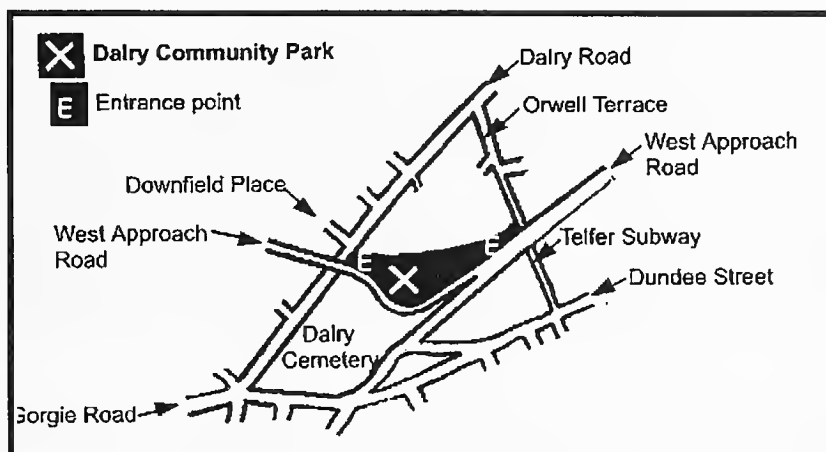 X Dalry Community Park
E Entrance point
Dalry Road
Orwell Terrace
West Approach
Road
Downfield Place
West Approach
Road
Telfer Subway
Dundee Street
E
E
X
Dalry
Cemetery
Gorgie Road